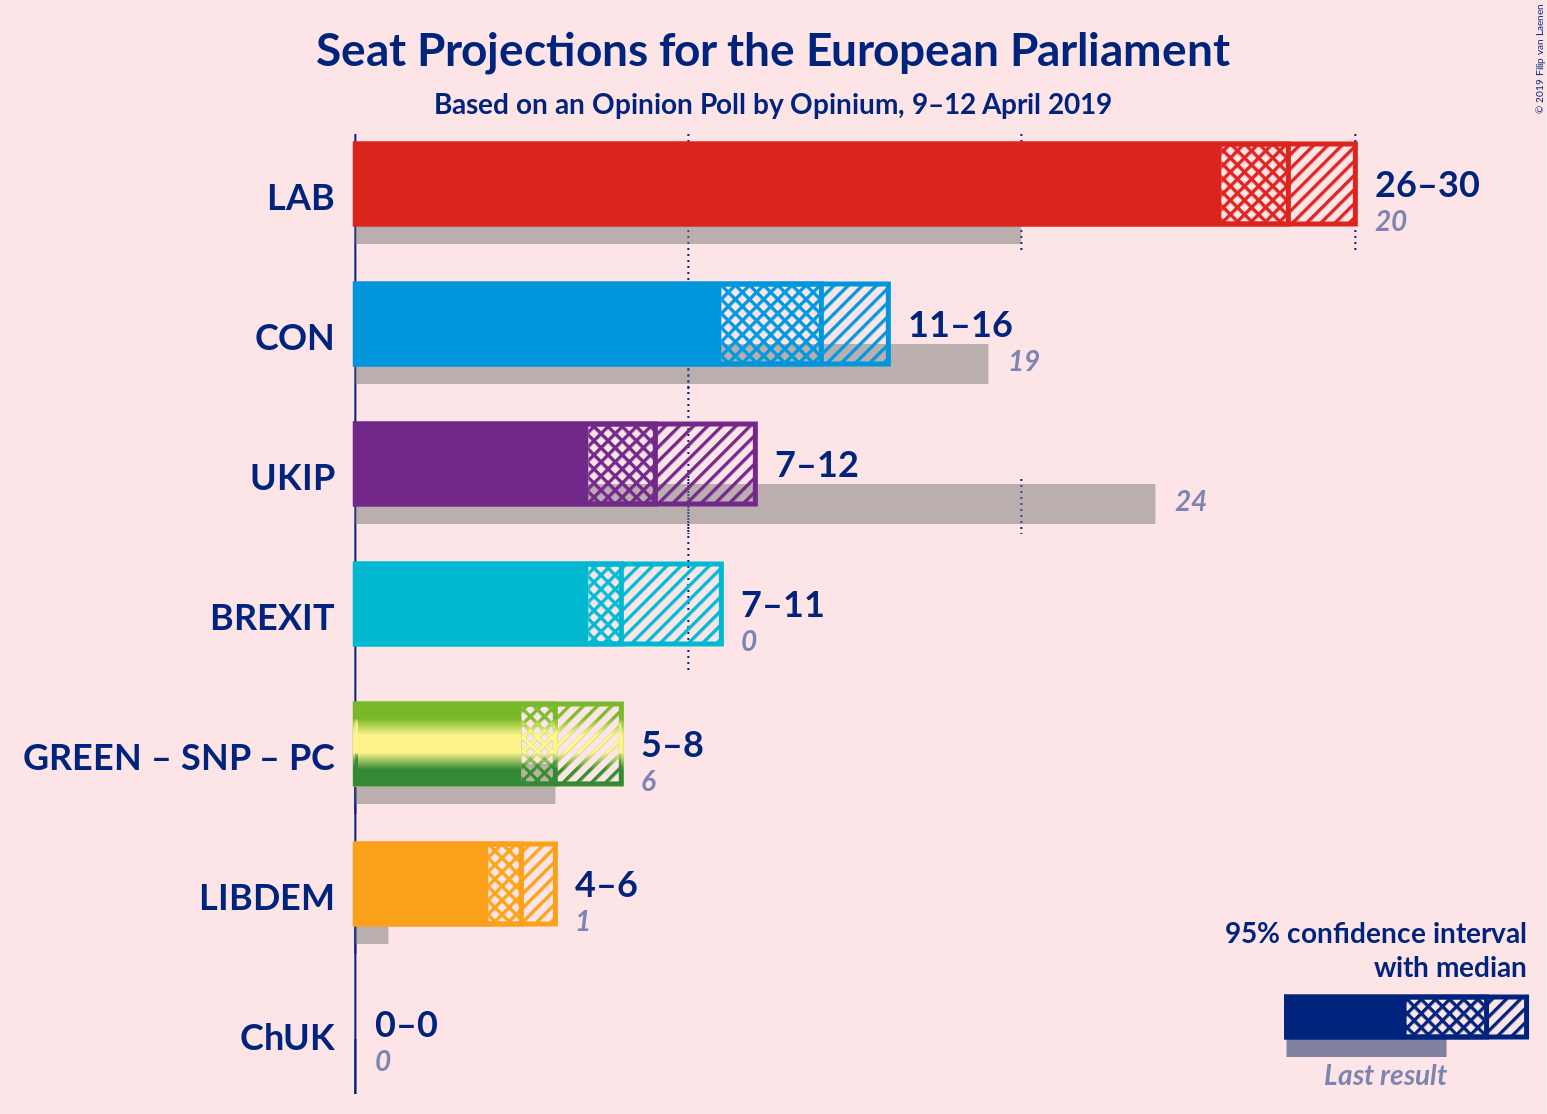 Seat Projections for the European Parliament
Based on an Opinion Poll by Opinium, 9–12 April 2019
© 2019 Filip van Laenen
LAB
26–30
20
CON
11–16
19
UKIP
7–12
24
BREXIT
7–11
0
GREEN – SNP – PC
5–8
6
LIBDEM
4–6
1
ChUK
0–0
0
95% confidence interval
with median
Last result